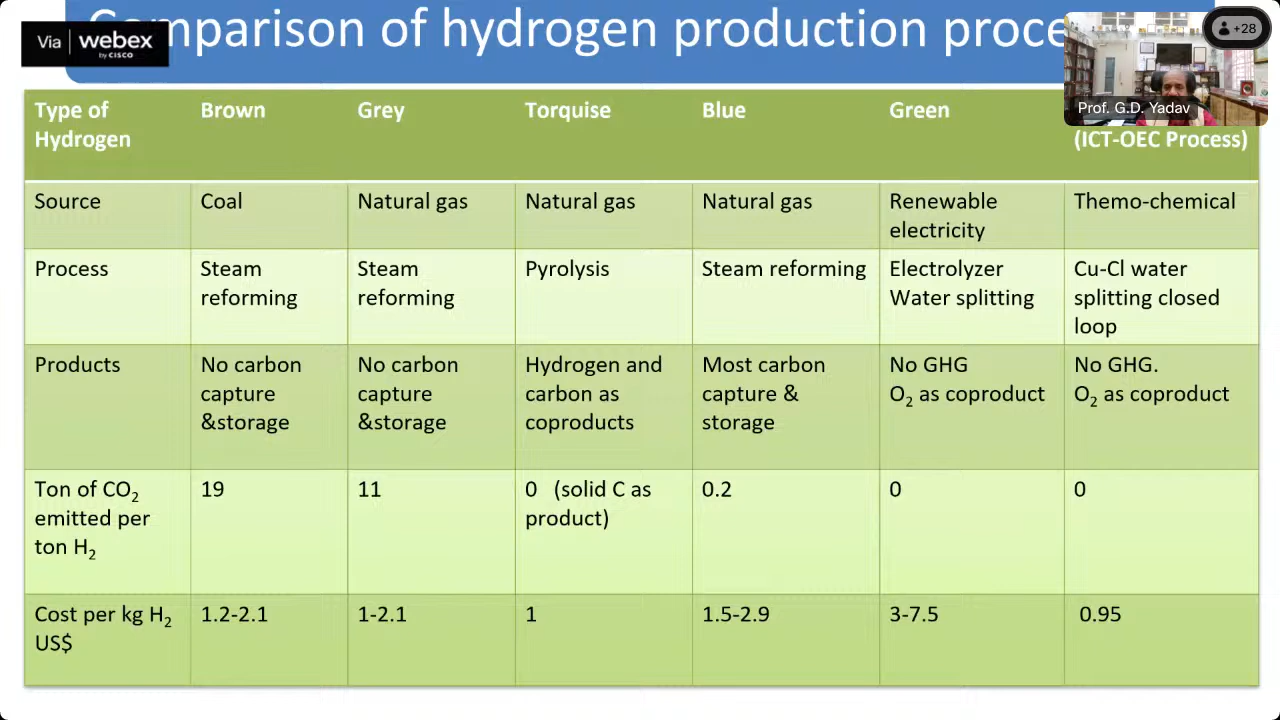 Via webex
by CISCO
Comparison of hydrogen production
+28
Prof. G.D. Yadav
Type of Hydrogen
Brown
Grey
Torquise
Blue
Green
(ICT-OEC Process)
Source
Coal
Natural gas
Natural gas
Natural gas
Renewable
electricity
Themo-chemical
Process
Steam
reforming
Steam
reforming
Pyrolysis
Steam reforming
Electrolyzer
Water splitting
Cu-Cl water
splitting closed
loop
Products
No carbon
capture
&storage
No carbon
capture
&storage
Hydrogen and
carbon as
coproducts
Most carbon
capture &
storage
No GHG
O₂ as coproduct
No GHG.
O₂ as coproduct
Ton of CO₂
emitted per
ton H₂
19
11
0 (solid C as
product)
0.2
0
0
Cost per kg H₂
US$
1.2-2.1
1-2.1
1
1.5-2.9
3-7.5
0.95